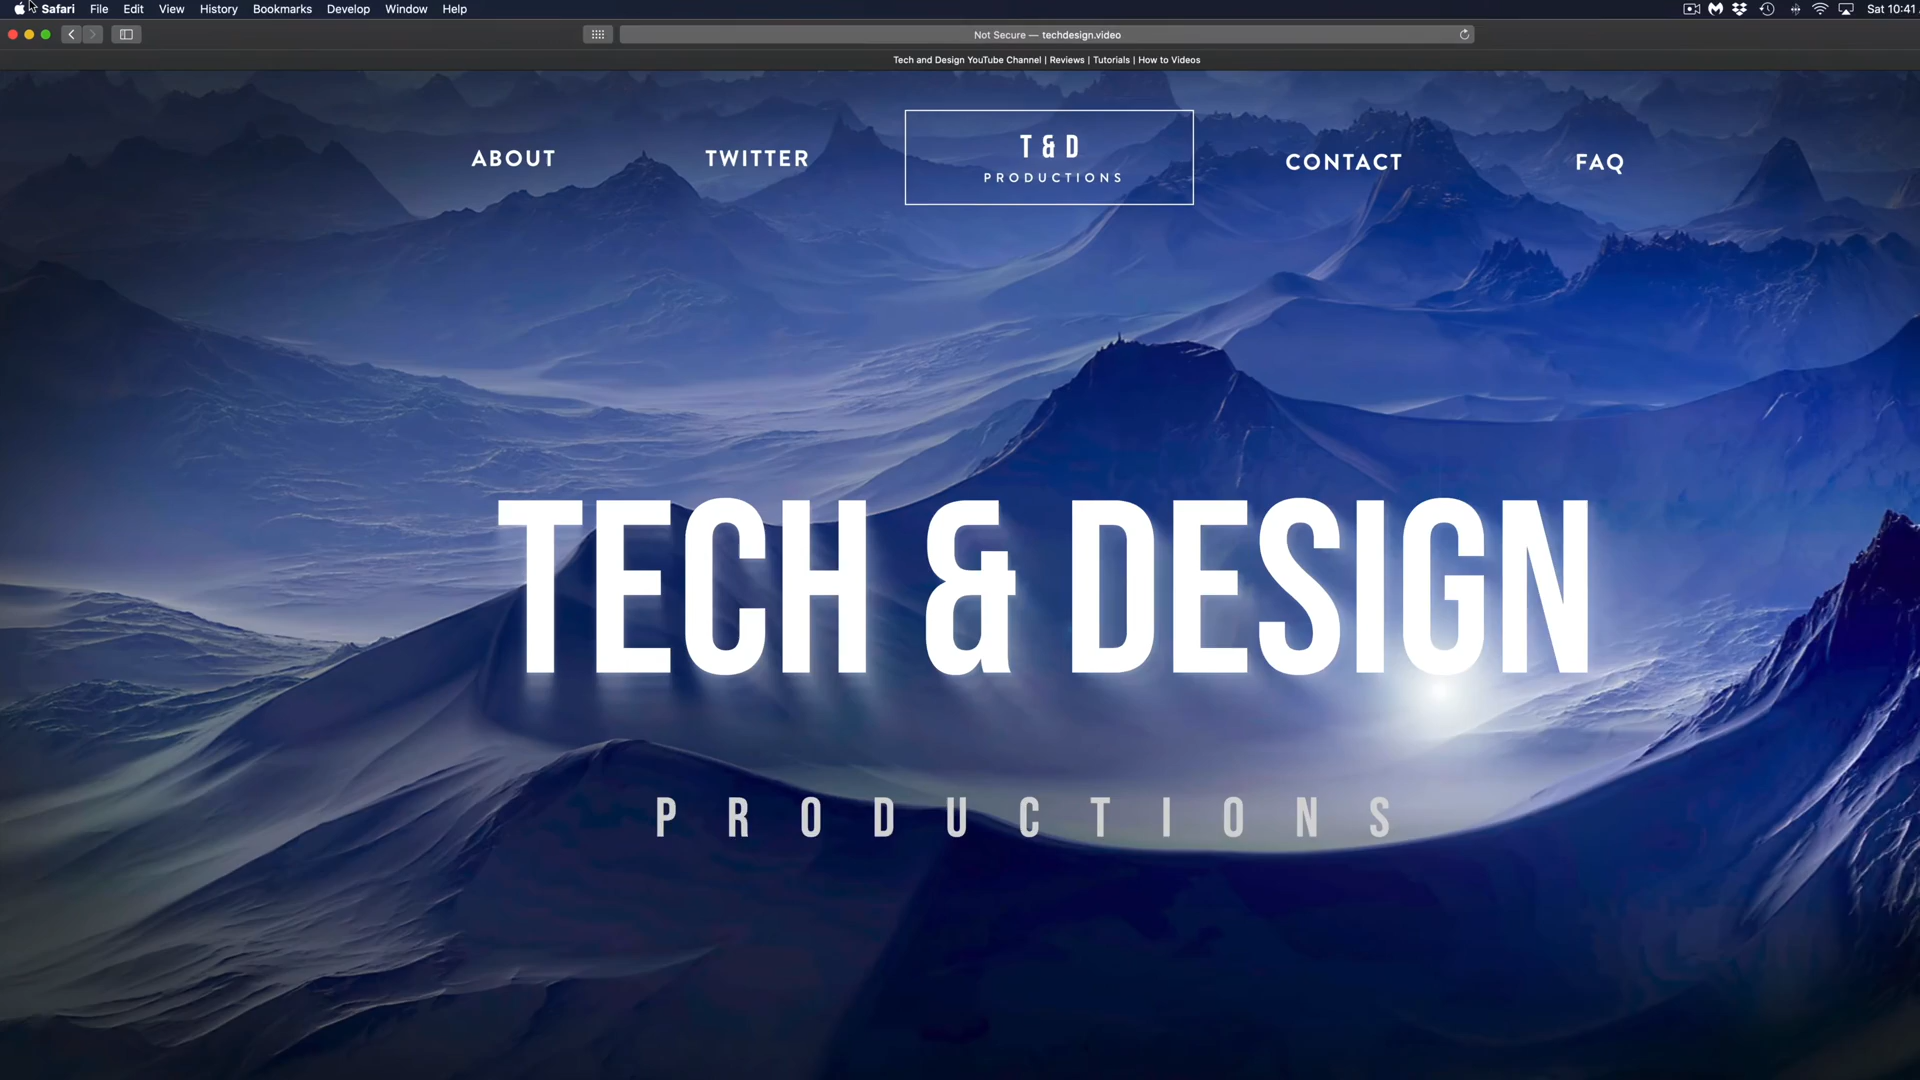 Safari File Edit View History Bookmarks Develop Window Help Sat 10:41
Not Secure — techdesign.video
Tech and Design YouTube Channel | Reviews | Tutorials | How to Videos
ABOUT TWITTER T & D CONTACT FAQ
PRODUCTIONS
TECH & DESIGN
PRODUCTIONS